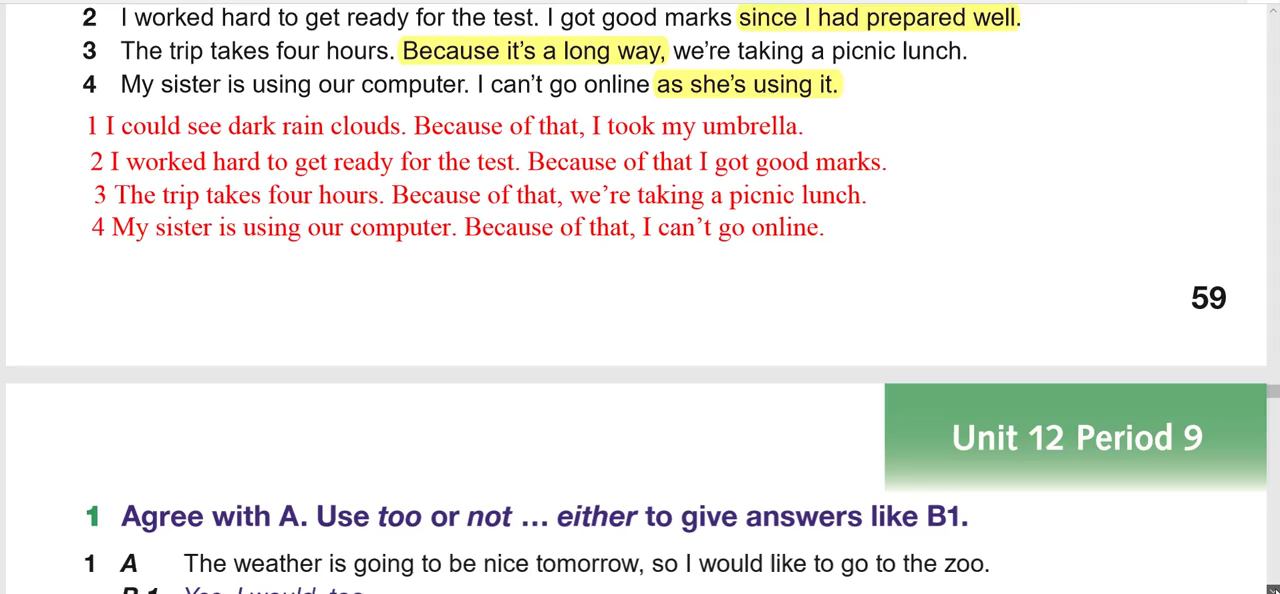 2 I worked hard to get ready for the test. I got good marks since I had prepared well.
3 The trip takes four hours. Because it's a long way, we're taking a picnic lunch.
4 My sister is using our computer. I can't go online as she's using it.
1 I could see dark rain clouds. Because of that, I took my umbrella.
2 I worked hard to get ready for the test. Because of that I got good marks.
3 The trip takes four hours. Because of that, we're taking a picnic lunch.
4 My sister is using our computer. Because of that, I can't go online.
59
Unit 12 Period 9
1 Agree with A. Use too or not ... either to give answers like B1.
1 A The weather is going to be nice tomorrow, so I would like to go to the zoo.
B 1 Yes, I would, too.